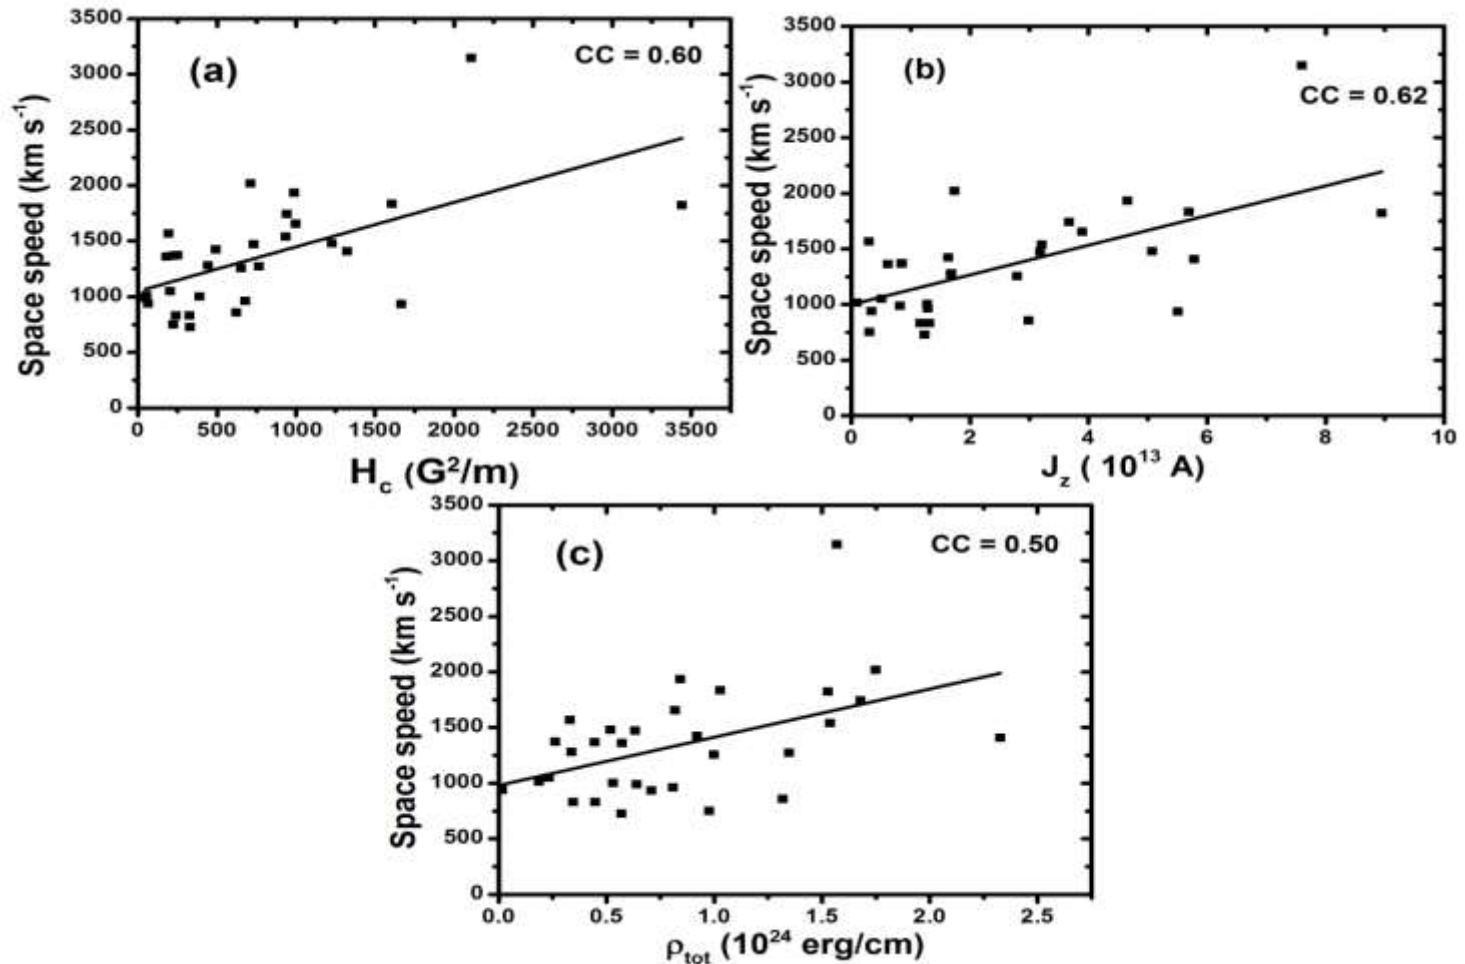 (a)
CC = 0.60
Space speed (km s⁻¹)
3500
3000
2500
2000
1500
1000
500
0
0 500 1000 1500 2000 2500 3000 3500
H_c (G²/m)
(b)
CC = 0.62
Space speed (km s⁻¹)
3500
3000
2500
2000
1500
1000
500
0
0 2 4 6 8 10
J_z ( 10¹³ A)
(c)
CC = 0.50
Space speed (km s⁻¹)
3500
3000
2500
2000
1500
1000
500
0
0.0 0.5 1.0 1.5 2.0 2.5
ρ_tot (10²⁴ erg/cm)